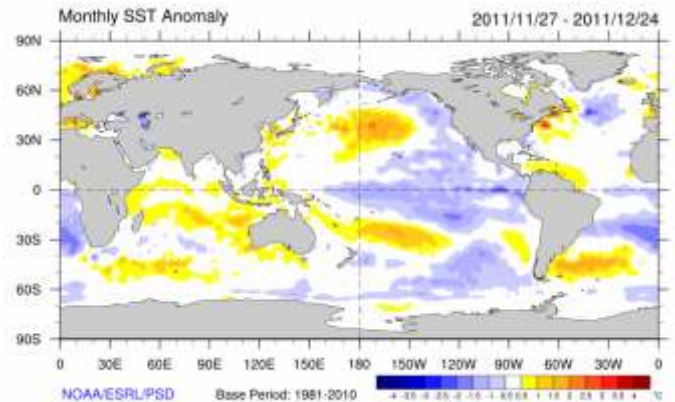 Monthly SST Anomaly 2011/11/27 - 2011/12/24
90N
60N
30N
0
30S
60S
90S
0 30E 60E 90E 120E 150E 180 150W 120W 90W 60W 30W 0
NOAA/ESRL/PSD Base Period: 1981-2010